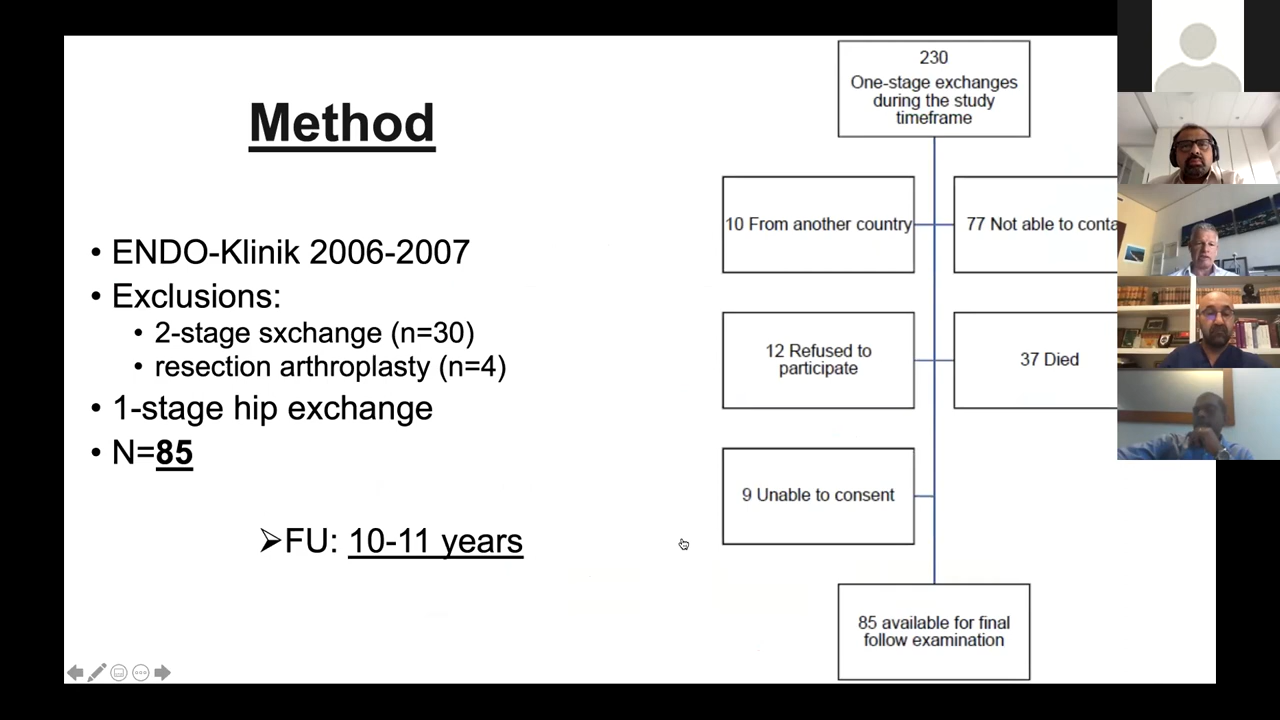 Method
• ENDO-Klinik 2006-2007
• Exclusions:
• 2-stage sxchange (n=30)
• resection arthroplasty (n=4)
• 1-stage hip exchange
• N=85
➢FU: 10-11 years
230
One-stage exchanges
during the study
timeframe
10 From another country
77 Not able to conta
12 Refused to
participate
37 Died
9 Unable to consent
85 available for final
follow examination